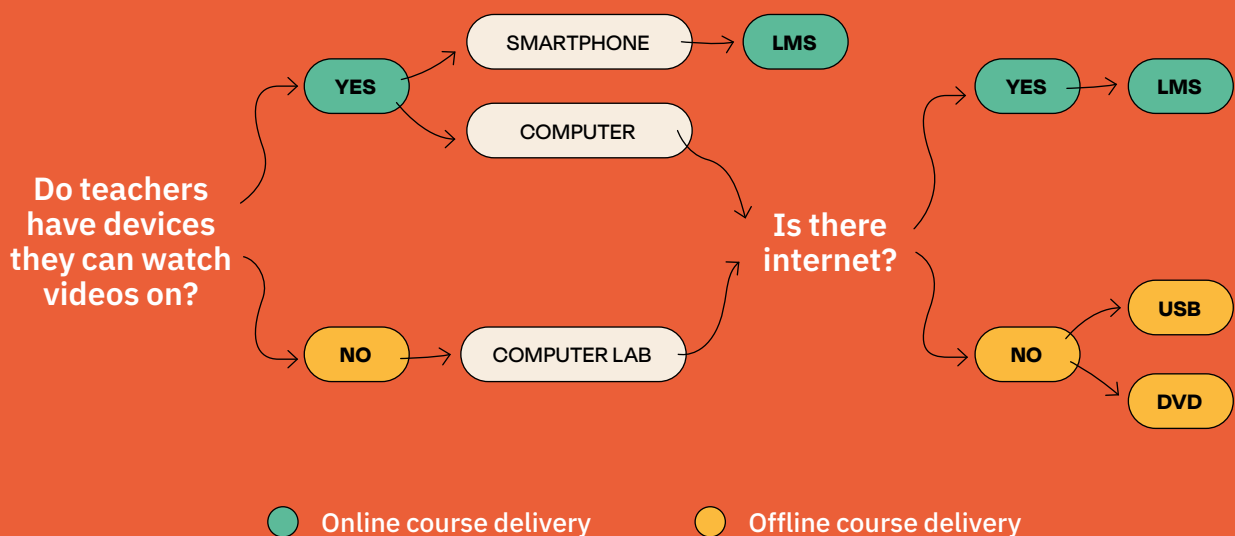 Do teachers
have devices
they can watch
videos on?
YES
SMARTPHONE
LMS
COMPUTER
NO
COMPUTER LAB
Is there
internet?
YES
LMS
NO
USB
DVD
Online course delivery
Offline course delivery